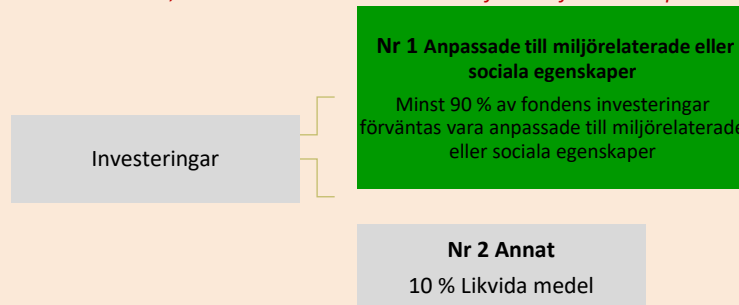 Nr 1 Anpassade till miljörelaterade eller
sociala egenskaper
Minst 90 % av fondens investeringar
förväntas vara anpassade till miljörelaterade
eller sociala egenskaper
Investeringar
Nr 2 Annat
10 % Likvida medel